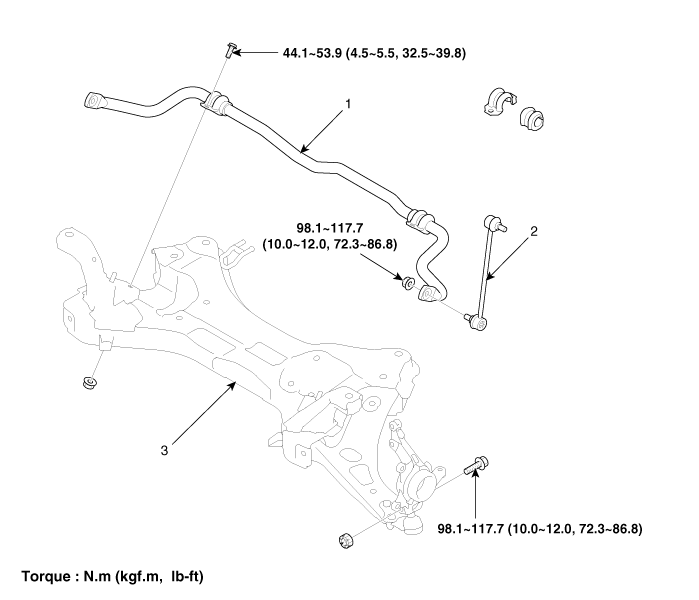 44.1~53.9 (4.5~5.5, 32.5~39.8)
1
98.1~117.7
(10.0~12.0, 72.3~86.8)
2
3
98.1~117.7 (10.0~12.0, 72.3~86.8)
Torque : N.m (kgf.m, lb-ft)